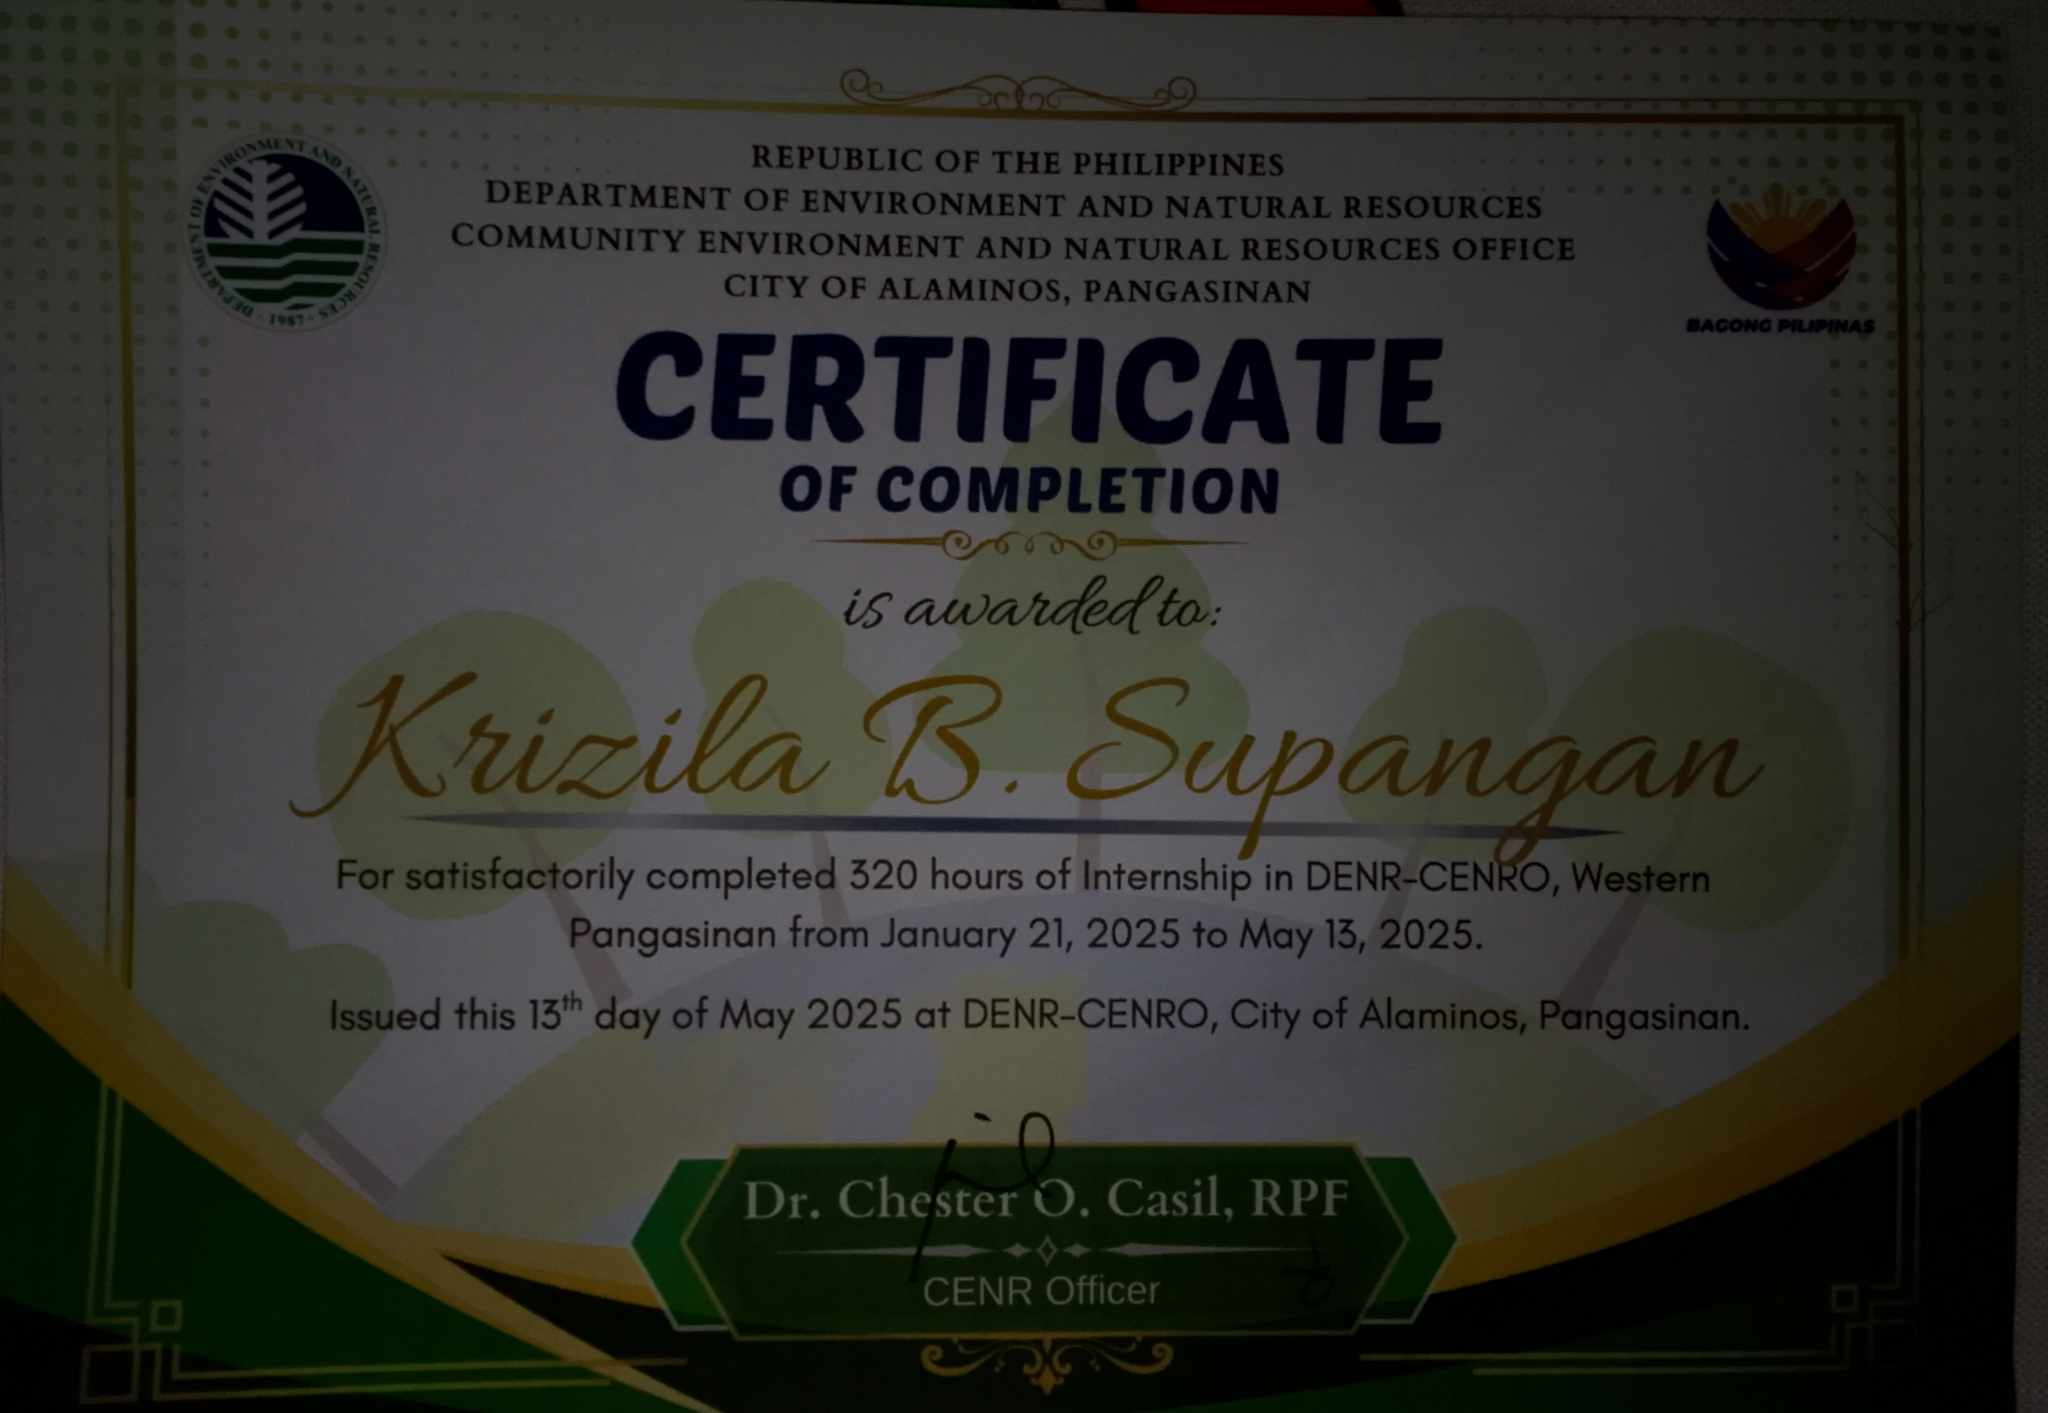 REPUBLIC OF THE PHILIPPINES
DEPARTMENT OF ENVIRONMENT AND NATURAL RESOURCES
COMMUNITY ENVIRONMENT AND NATURAL RESOURCES OFFICE
CITY OF ALAMINOS, PANGASINAN
DEPARTMENT OF ENVIRONMENT AND NATURAL RESOURCES
· 1987 ·
BAGONG PILIPINAS
CERTIFICATE
OF COMPLETION
is awarded to:
Krizila B. Supangan
For satisfactorily completed 320 hours of Internship in DENR-CENRO, Western
Pangasinan from January 21, 2025 to May 13, 2025.
Issued this 13th day of May 2025 at DENR-CENRO, City of Alaminos, Pangasinan.
Dr. Chester O. Casil, RPF
CENR Officer